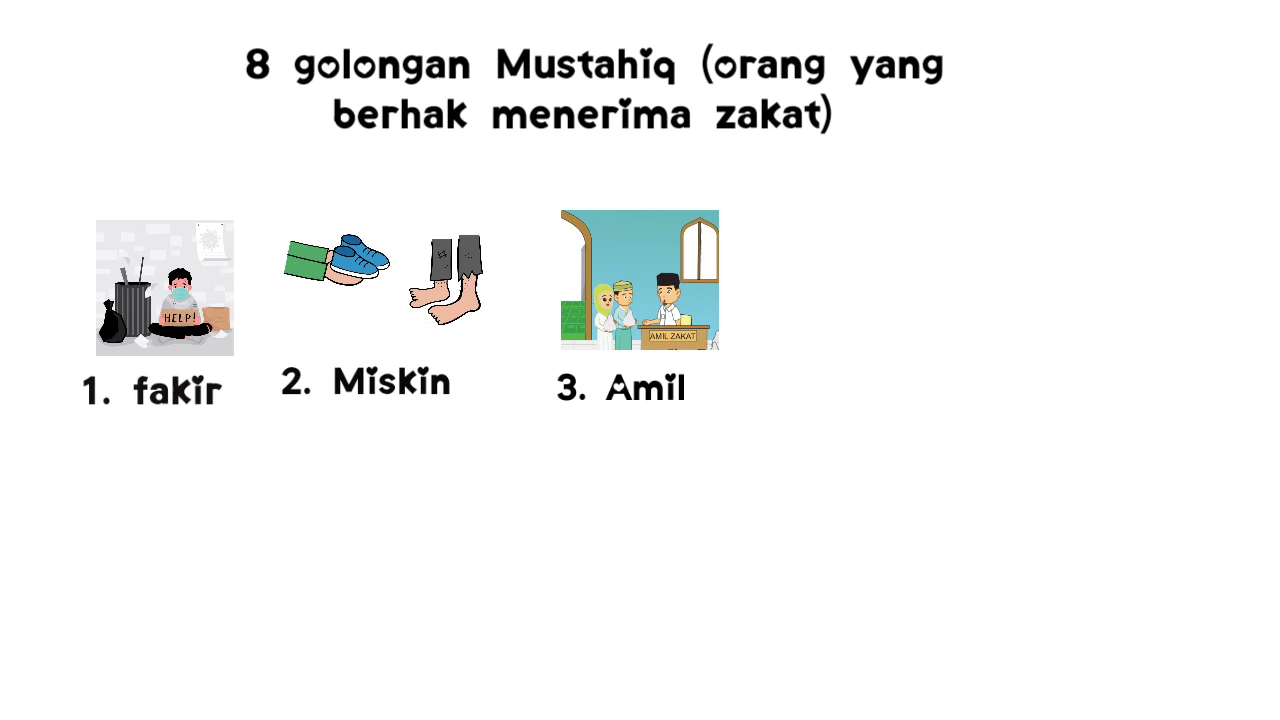 8 golongan Mustahiq (orang yang
berhak menerima zakat)
HELP!
AMIL ZAKAT
1. fakir
2. Miskin
3. Amil